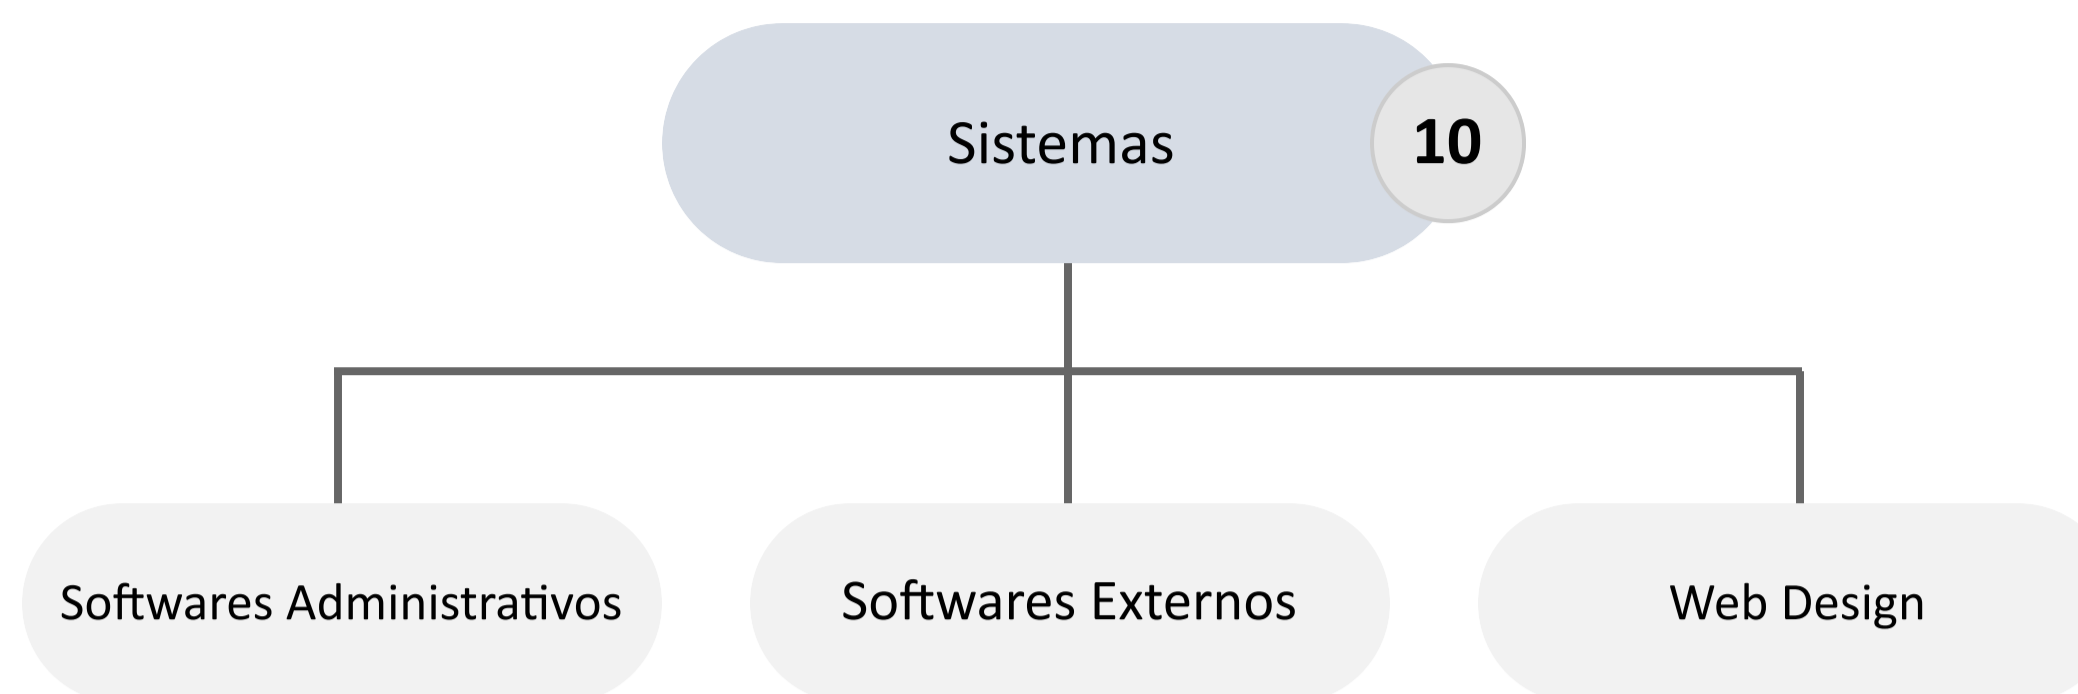 Sistemas
10
Softwares Administrativos
Softwares Externos
Web Design